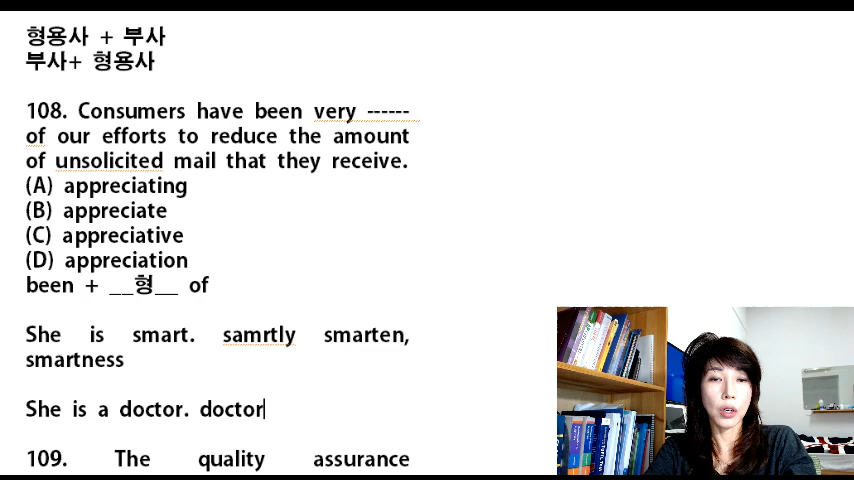 형용사 + 부사
부사+ 형용사
108. Consumers have been very ------
of our efforts to reduce the amount
of unsolicited mail that they receive.
(A) appreciating
(B) appreciate
(C) appreciative
(D) appreciation
been + __형__ of
She is smart. samrtly smarten,
smartness
She is a doctor. doctor
109. The quality assurance